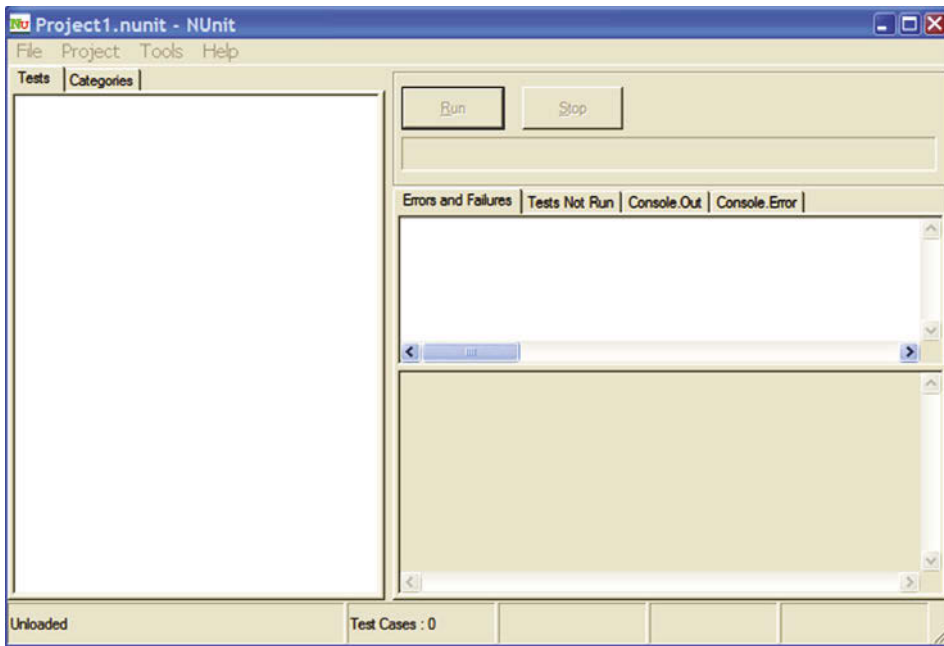 Nu Project1.nunit - NUnit
File Project Tools Help
Tests Categories
Run Stop
Errors and Failures Tests Not Run Console.Out Console.Error
Unloaded Test Cases : 0